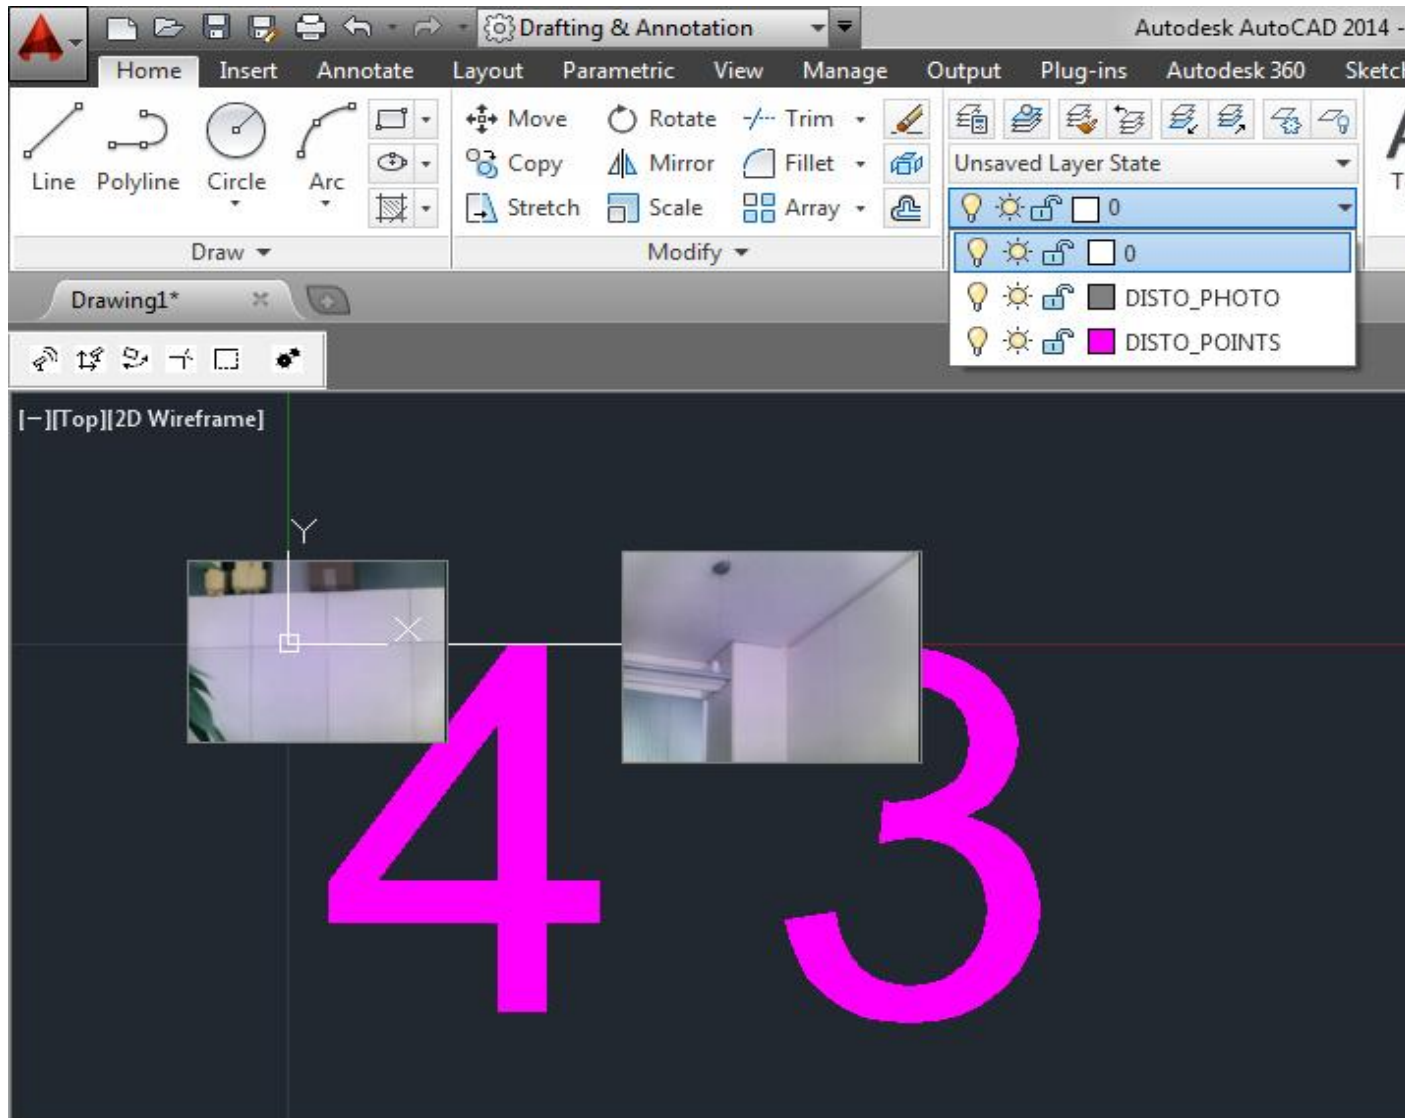 Drafting & Annotation
Autodesk AutoCAD 2014 -
Home Insert Annotate Layout Parametric View Manage Output Plug-ins Autodesk 360 Sketch
Move Rotate Trim
Copy Mirror Fillet Unsaved Layer State
Line Polyline Circle Arc
Stretch Scale Array 0
Draw Modify 0
Drawing1* DISTO_PHOTO
DISTO_POINTS
[−][Top][2D Wireframe]
Y
X
4 3